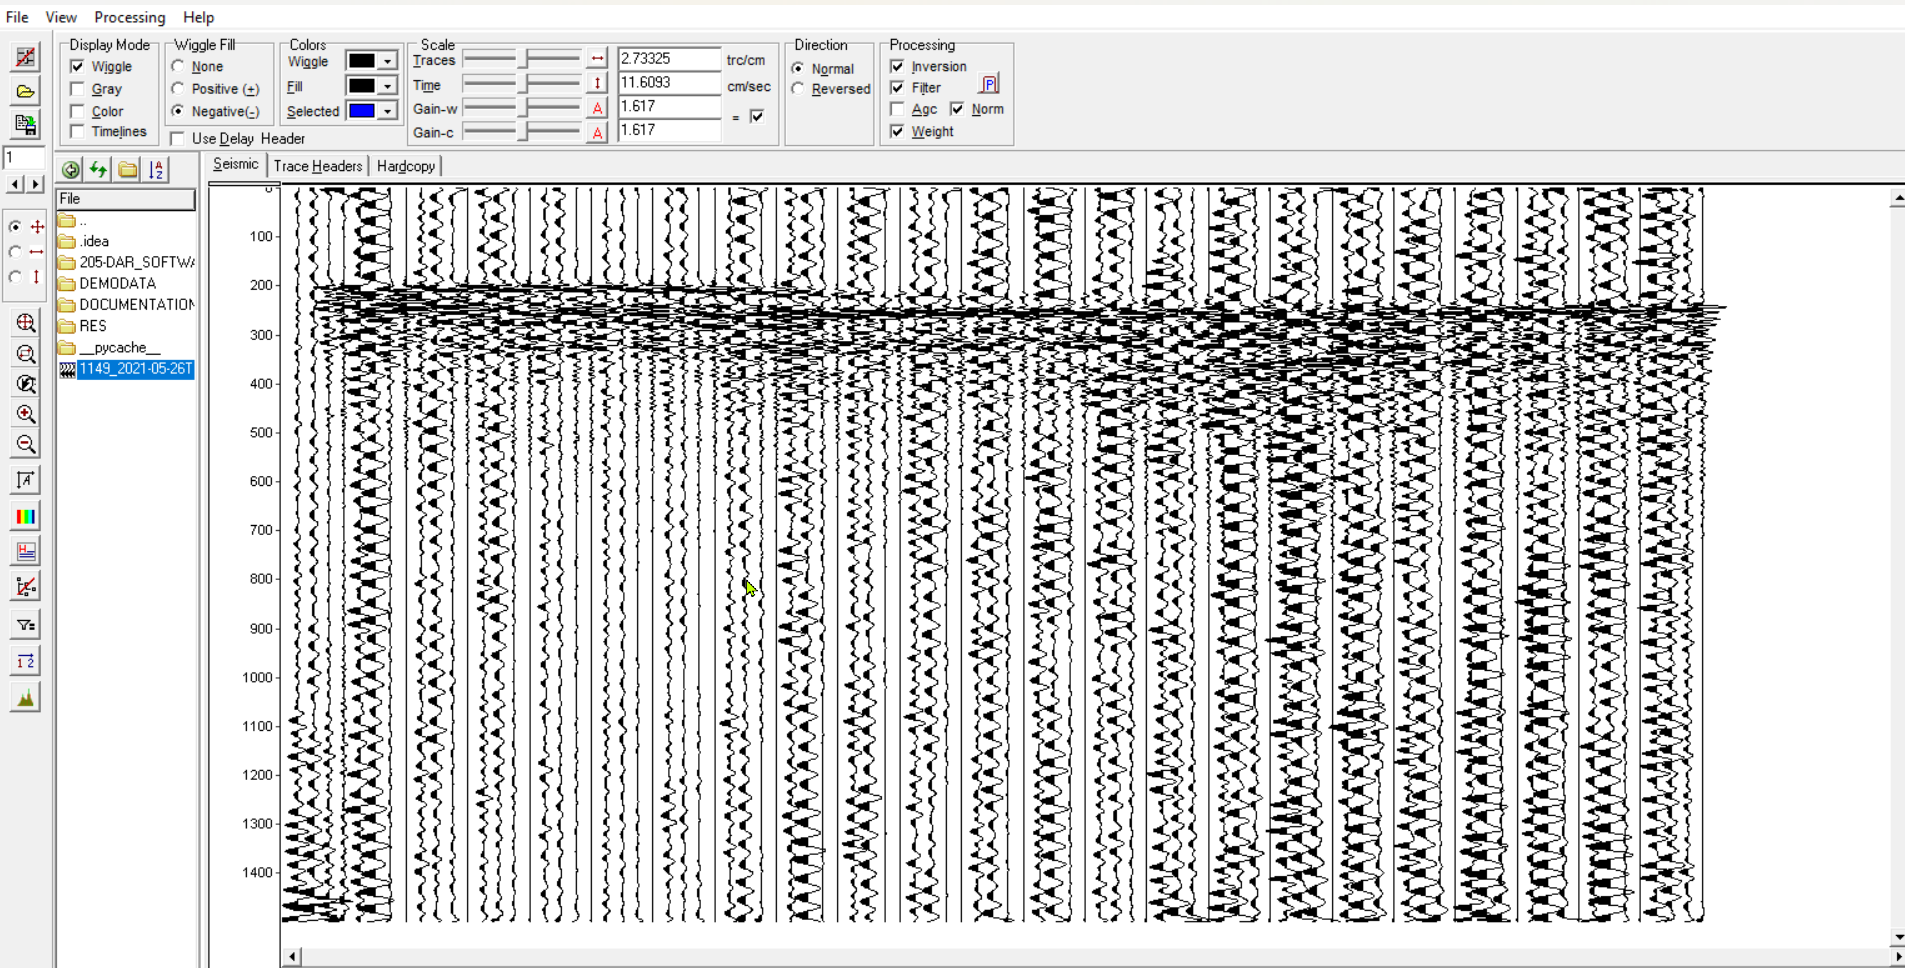 File View Processing Help
Display Mode
Wiggle
Gray
Color
Timelines
Wiggle Fill
None
Positive (+)
Negative(-)
Use Delay Header
Colors
Wiggle
Fill
Selected
Scale
Traces 2.73325 trc/cm
Time 11.6093 cm/sec
Gain-w 1.617
Gain-c 1.617
=
Direction
Normal
Reversed
Processing
Inversion
Filter
Agc Norm
Weight
1
Seismic Trace Headers Hardcopy
File
..
.idea
205-DAR_SOFTWA
DEMODATA
DOCUMENTATION
RES
__pycache__
1149_2021-05-26T
0
100
200
300
400
500
600
700
800
900
1000
1100
1200
1300
1400